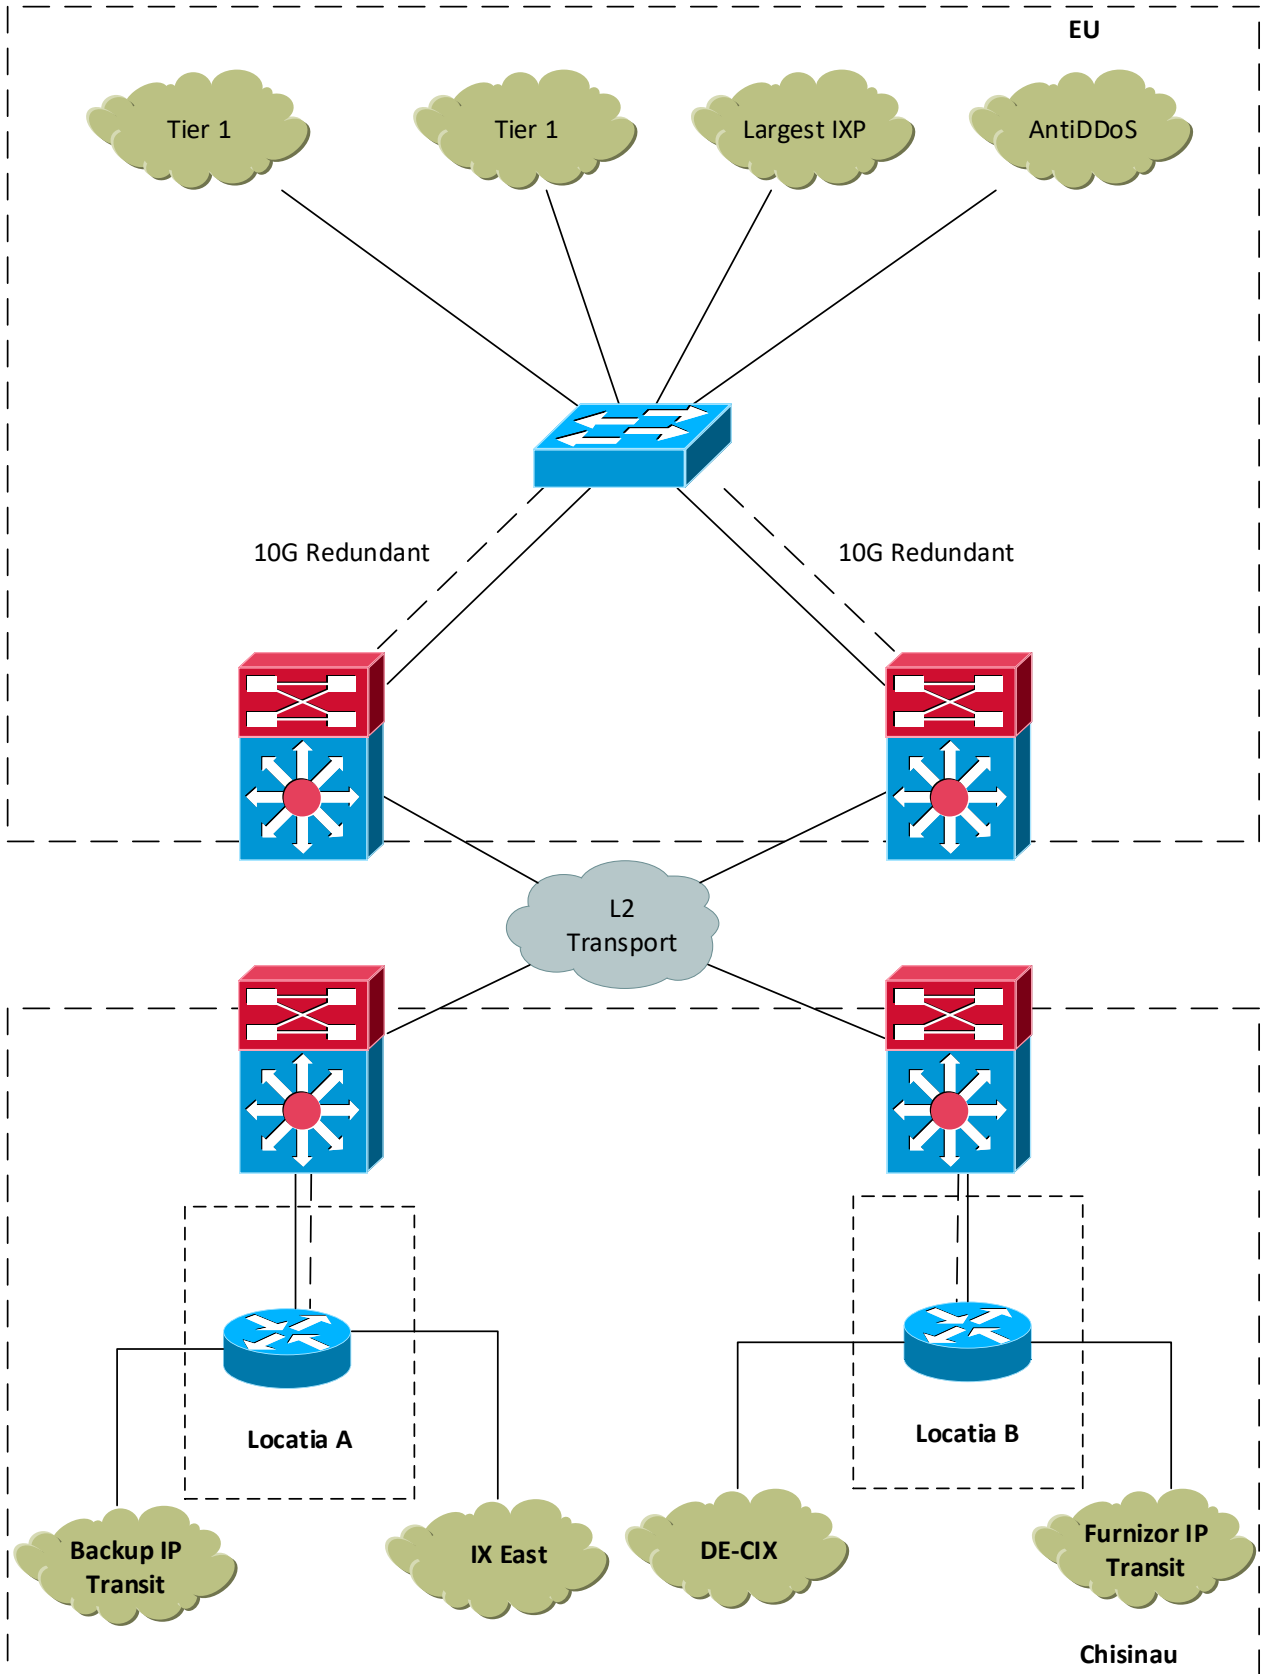 EU
Tier 1
Tier 1
Largest IXP
AntiDDoS
10G Redundant
10G Redundant
L2
Transport
Locatia A
Locatia B
Backup IP
Transit
IX East
DE-CIX
Furnizor IP
Transit
Chisinau